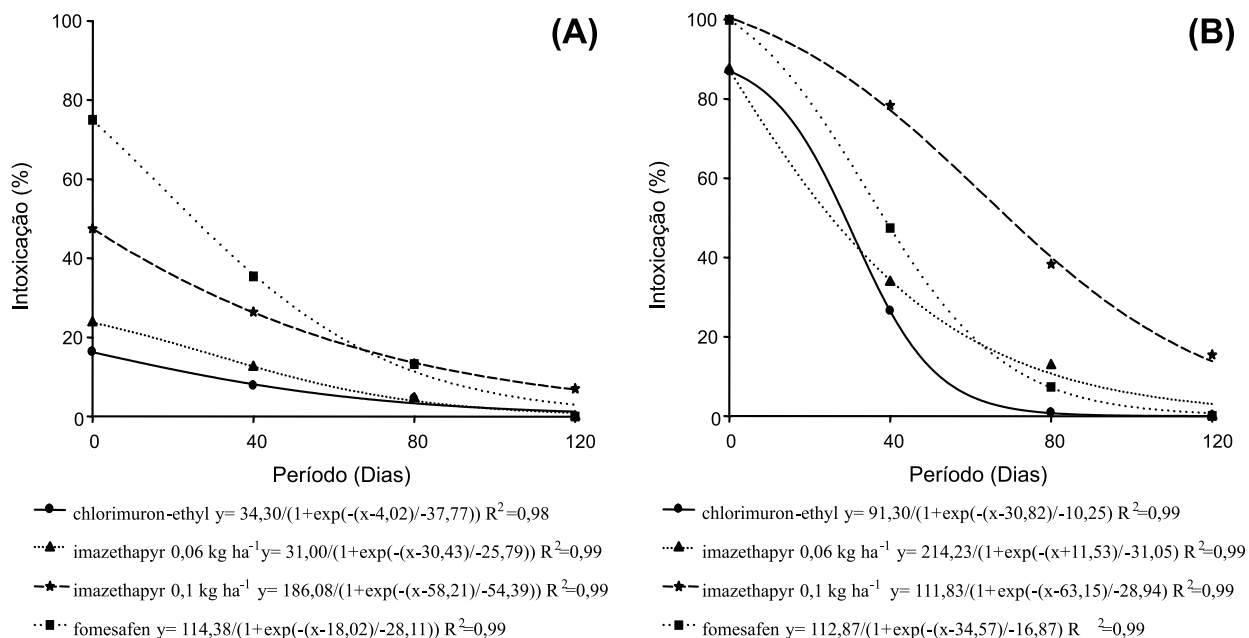 (A)
100
80
60
40
20
0
Intoxicação (%)
0 40 80 120
Período (Dias)
chlorimuron-ethyl y= 34,30/(1+exp(-(x-4,02)/-37,77)) R²=0,98
imazethapyr 0,06 kg ha⁻¹y= 31,00/(1+exp(-(x-30,43)/-25,79)) R²=0,99
imazethapyr 0,1 kg ha⁻¹ y= 186,08/(1+exp(-(x-58,21)/-54,39)) R²=0,99
fomesafen y= 114,38/(1+exp(-(x-18,02)/-28,11)) R²=0,99
(B)
100
80
60
40
20
0
Intoxicação (%)
0 40 80 120
Período (Dias)
chlorimuron-ethyl y= 91,30/(1+exp(-(x-30,82)/-10,25) R²=0,99
imazethapyr 0,06 kg ha⁻¹ y= 214,23/(1+exp(-(x+11,53)/-31,05) R²=0,99
imazethapyr 0,1 kg ha⁻¹ y= 111,83/(1+exp(-(x-63,15)/-28,94) R²=0,99
fomesafen y= 112,87/(1+exp(-(x-34,57)/-16,87) R ²=0,99